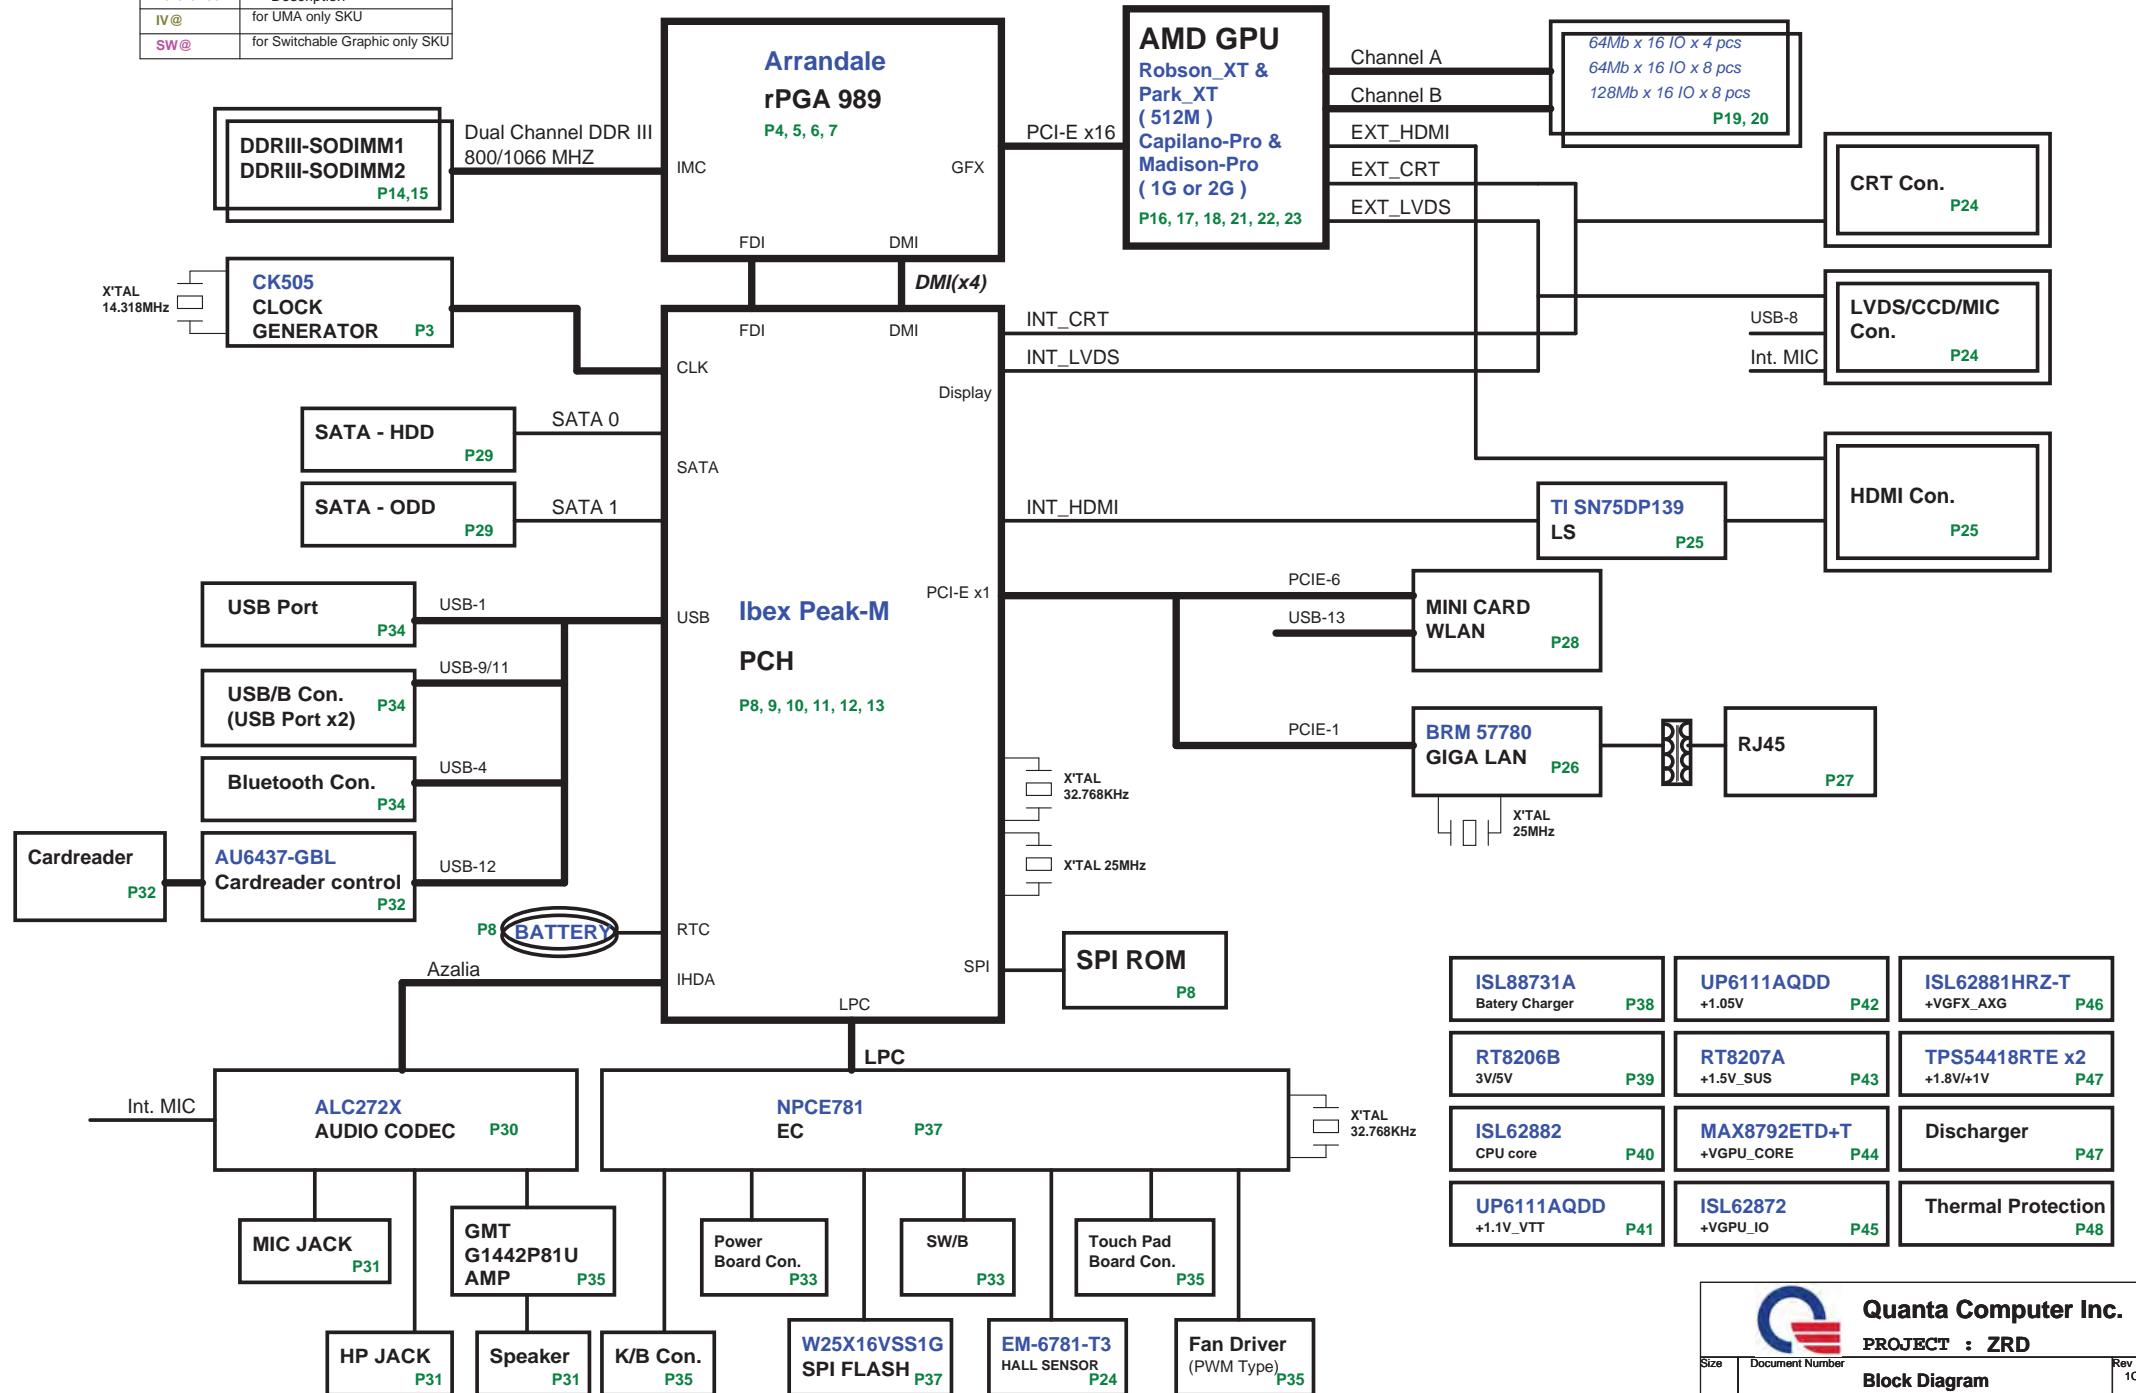 Description
IV@ for UMA only SKU
SW@ for Switchable Graphic only SKU
Arrandale
rPGA 989
P4, 5, 6, 7
IMC
GFX
FDI
DMI
DDRIII-SODIMM1
DDRIII-SODIMM2
P14,15
Dual Channel DDR III
800/1066 MHZ
PCI-E x16
AMD GPU
Robson_XT &
Park_XT
( 512M )
Capilano-Pro &
Madison-Pro
( 1G or 2G )
P16, 17, 18, 21, 22, 23
Channel A
Channel B
EXT_HDMI
EXT_CRT
EXT_LVDS
64Mb x 16 IO x 4 pcs
64Mb x 16 IO x 8 pcs
128Mb x 16 IO x 8 pcs
P19, 20
CRT Con.
P24
USB-8
Int. MIC
LVDS/CCD/MIC
Con.
P24
X'TAL
14.318MHz
CK505
CLOCK
GENERATOR
P3
DMI(x4)
FDI
DMI
CLK
Display
INT_CRT
INT_LVDS
SATA - HDD
P29
SATA 0
SATA
SATA - ODD
P29
SATA 1
INT_HDMI
TI SN75DP139
LS
P25
HDMI Con.
P25
USB Port
P34
USB-1
USB
Ibex Peak-M
PCH
P8, 9, 10, 11, 12, 13
PCI-E x1
PCIE-6
USB-13
MINI CARD
WLAN
P28
USB/B Con.
(USB Port x2)
P34
USB-9/11
Bluetooth Con.
P34
USB-4
PCIE-1
BRM 57780
GIGA LAN
P26
RJ45
P27
X'TAL
32.768KHz
X'TAL 25MHz
X'TAL
25MHz
Cardreader
P32
AU6437-GBL
Cardreader control
P32
USB-12
P8
BATTERY
RTC
Azalia
IHDA
SPI
LPC
SPI ROM
P8
LPC
Int. MIC
ALC272X
AUDIO CODEC
P30
NPCE781
EC
P37
X'TAL
32.768KHz
MIC JACK
P31
GMT
G1442P81U
AMP
P35
Power
Board Con.
P33
SW/B
P33
Touch Pad
Board Con.
P35
HP JACK
P31
Speaker
P31
K/B Con.
P35
W25X16VSS1G
SPI FLASH
P37
EM-6781-T3
HALL SENSOR
P24
Fan Driver
(PWM Type)
P35
ISL88731A
Batery Charger
P38
UP6111AQDD
+1.05V
P42
ISL62881HRZ-T
+VGFX_AXG
P46
RT8206B
3V/5V
P39
RT8207A
+1.5V_SUS
P43
TPS54418RTE x2
+1.8V/+1V
P47
ISL62882
CPU core
P40
MAX8792ETD+T
+VGPU_CORE
P44
Discharger
P47
UP6111AQDD
+1.1V_VTT
P41
ISL62872
+VGPU_IO
P45
Thermal Protection
P48
Quanta Computer Inc.
PROJECT : ZRD
Size
Document Number
Rev
Block Diagram